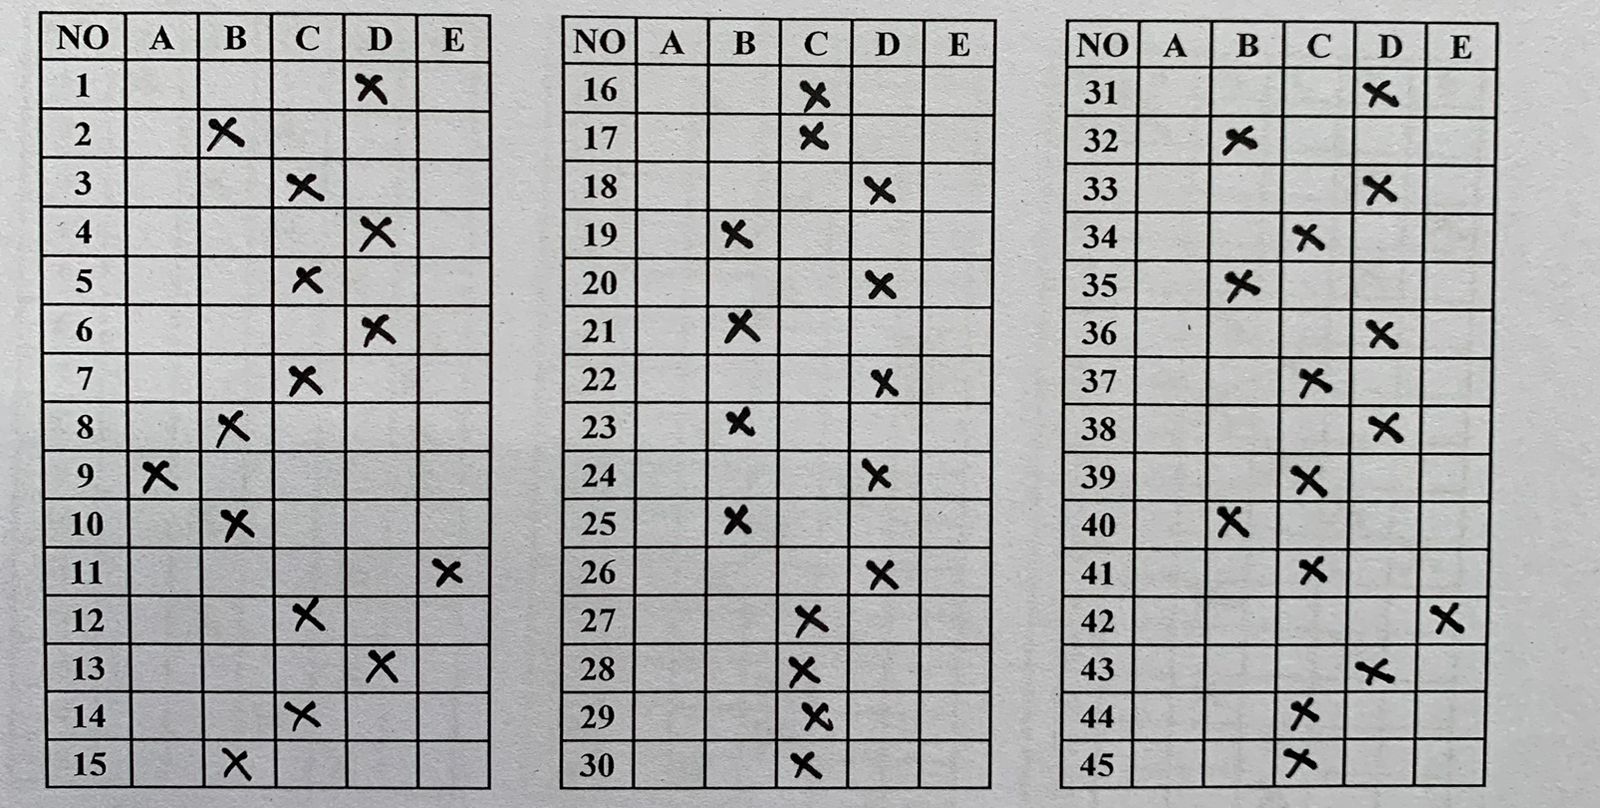 NO A B C D E
1 X
2 X
3 X
4 X
5 X
6 X
7 X
8 X
9 X
10 X
11 X
12 X
13 X
14 X
15 X
NO A B C D E
16 X
17 X
18 X
19 X
20 X
21 X
22 X
23 X
24 X
25 X
26 X
27 X
28 X
29 X
30 X
NO A B C D E
31 X
32 X
33 X
34 X
35 X
36 X
37 X
38 X
39 X
40 X
41 X
42 X
43 X
44 X
45 X